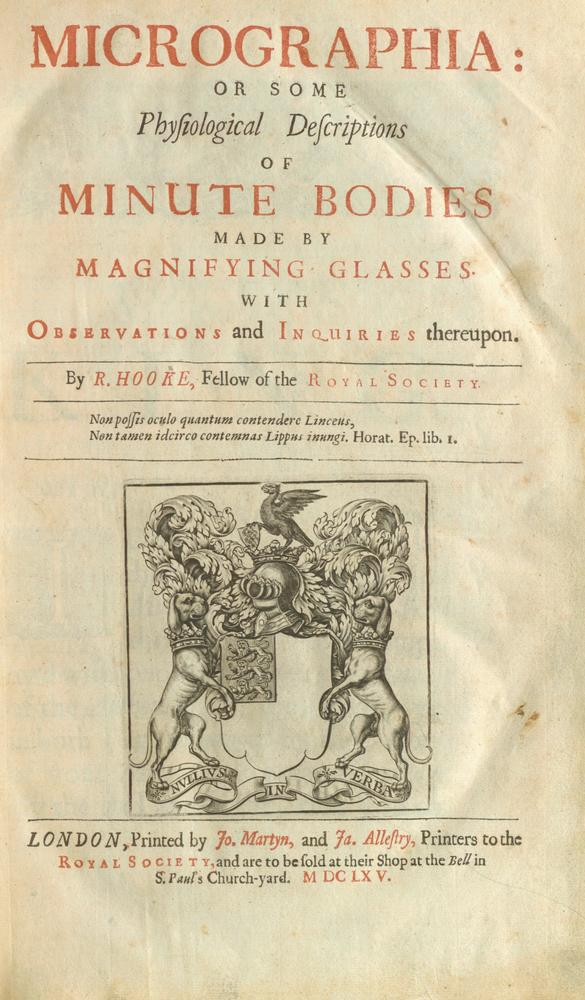 MICROGRAPHIA:
OR SOME
Phyſiological Deſcriptions
OF
MINUTE BODIES
MADE BY
MAGNIFYING GLASSES.
WITH
OBSERVATIONS and INQUIRIES thereupon.
By R. HOOKE, Fellow of the ROYAL SOCIETY.
Non poſſis oculo quantum contendere Linceus,
Non tamen idcirco contemnas Lippus inungi. Horat. Ep. lib. 1.
NVLLIVS IN VERBA
LONDON, Printed by Jo. Martyn, and Ja. Alleſtry, Printers to the
ROYAL SOCIETY, and are to be ſold at their Shop at the Bell in
S. Paul's Church-yard. M DC LX V.